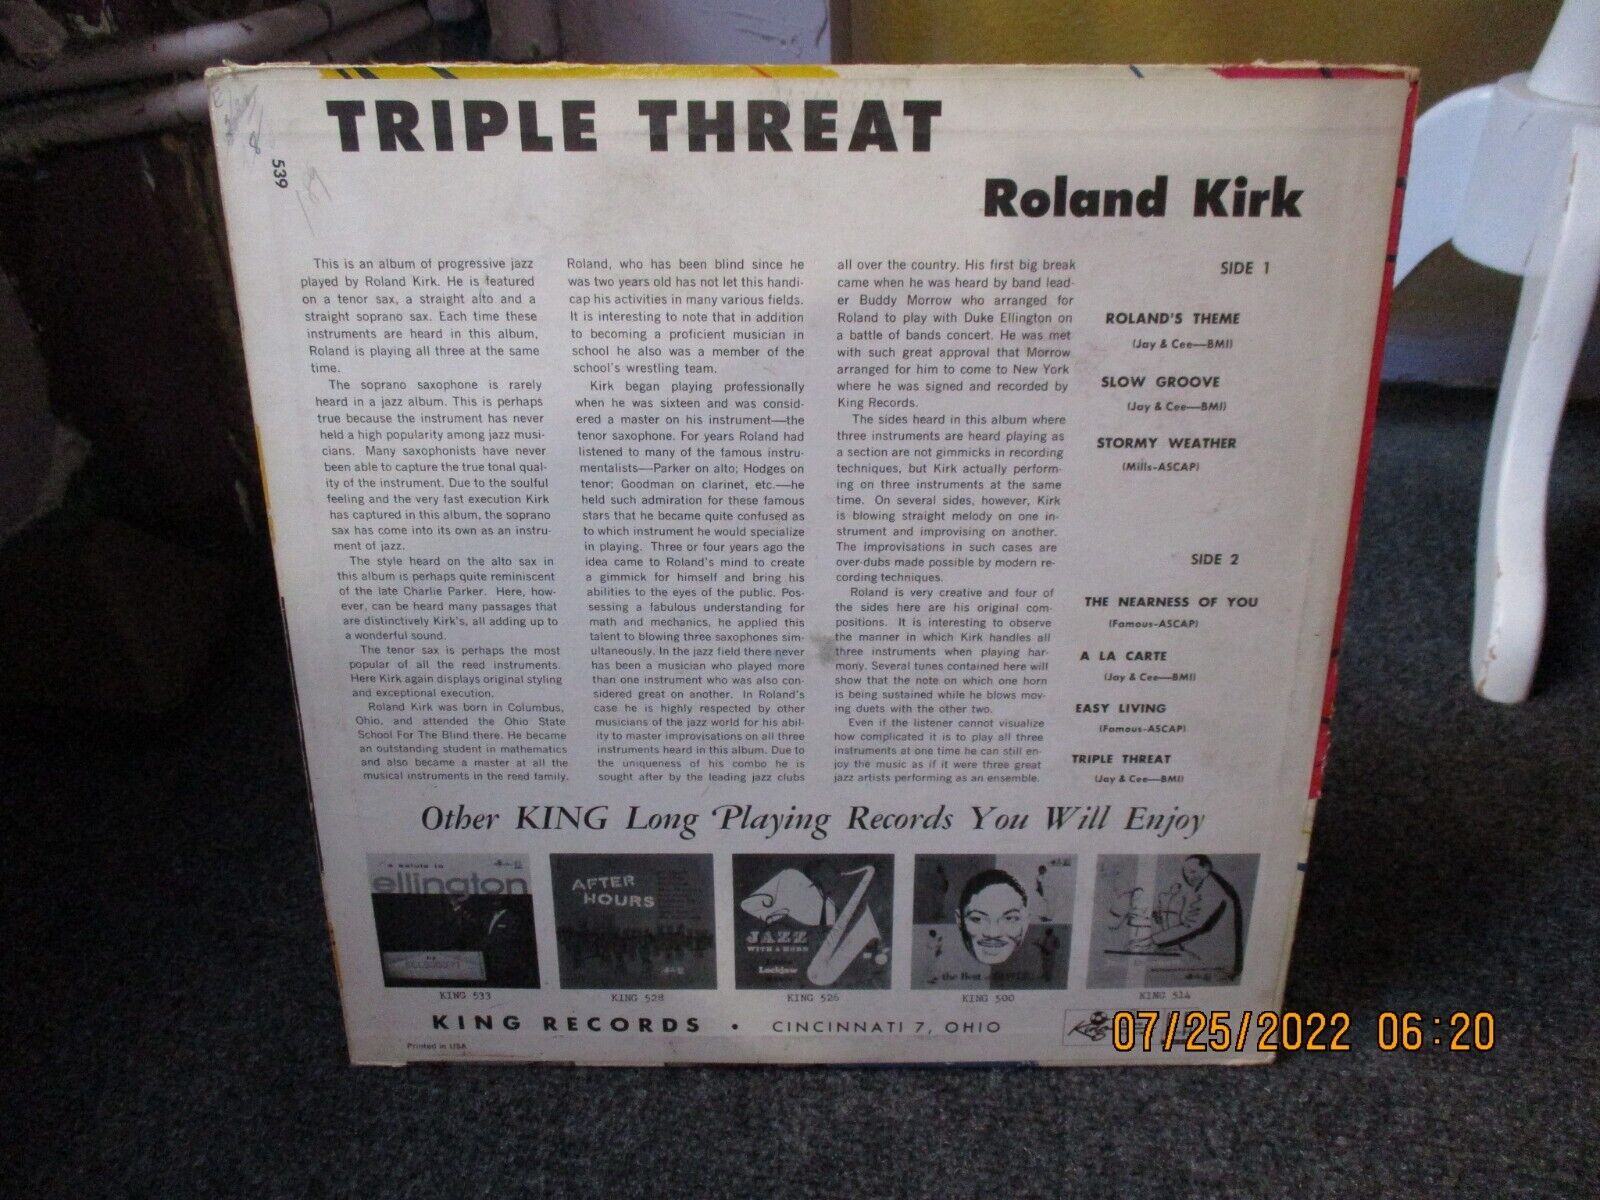 TRIPLE THREAT
Roland Kirk
539
This is an album of progressive jazz
played by Roland Kirk. He is featured
on a tenor sax, a straight alto and a
straight soprano sax. Each time these
instruments are heard in this album,
Roland is playing all three at the same
time.
The soprano saxophone is rarely
heard in a jazz album. This is perhaps
true because the instrument has never
held a high popularity among jazz musi-
cians. Many saxophonists have never
been able to capture the true tonal qual-
ity of the instrument. Due to the soulful
feeling and the very fast execution Kirk
has captured in this album, the soprano
sax has come into its own as an instru-
ment of jazz.
The style heard on the alto sax in
this album is perhaps quite reminiscent
of the late Charlie Parker. Here, how-
ever, can be heard many passages that
are distinctively Kirk's, all adding up to
a wonderful sound.
The tenor sax is perhaps the most
popular of all the reed instruments.
Here Kirk again displays original styling
and exceptional execution.
Roland Kirk was born in Columbus,
Ohio, and attended the Ohio State
School For The Blind there. He became
an outstanding student in mathematics
and also became a master at all the
musical instruments in the reed family.
Roland, who has been blind since he
was two years old has not let this handi-
cap his activities in many various fields.
It is interesting to note that in addition
to becoming a proficient musician in
school he also was a member of the
school's wrestling team.
Kirk began playing professionally
when he was sixteen and was consid-
ered a master on his instrument—the
tenor saxophone. For years Roland had
listened to many of the famous instru-
mentalists—Parker on alto; Hodges on
tenor; Goodman on clarinet, etc.—he
held such admiration for these famous
stars that he became quite confused as
to which instrument he would specialize
in playing. Three or four years ago the
idea came to Roland's mind to create
a gimmick for himself and bring his
abilities to the eyes of the public. Pos-
sessing a fabulous understanding for
math and mechanics, he applied this
talent to blowing three saxophones sim-
ultaneously. In the jazz field there never
has been a musician who played more
than one instrument who was also con-
sidered great on another. In Roland's
case he is highly respected by other
musicians of the jazz world for his abil-
ity to master improvisations on all three
instruments heard in this album. Due to
the uniqueness of his combo he is
sought after by the leading jazz clubs
all over the country. His first big break
came when he was heard by band lead-
er Buddy Morrow who arranged for
Roland to play with Duke Ellington on
a battle of bands concert. He was met
with such great approval that Morrow
arranged for him to come to New York
where he was signed and recorded by
King Records.
The sides heard in this album where
three instruments are heard playing as
a section are not gimmicks in recording
techniques, but Kirk actually perform-
ing on three instruments at the same
time. On several sides, however, Kirk
is blowing straight melody on one in-
strument and improvising on another.
The improvisations in such cases are
over-dubs made possible by modern re-
cording techniques.
Roland is very creative and four of
the sides here are his original com-
positions. It is interesting to observe
the manner in which Kirk handles all
three instruments when playing har-
mony. Several tunes contained here will
show that the note on which one horn
is being sustained while he blows mov-
ing duets with the other two.
Even if the listener cannot visualize
how complicated it is to play all three
instruments at one time he can still en-
joy the music as if it were three great
jazz artists performing as an ensemble.
SIDE 1
ROLAND'S THEME
(Jay & Cee—BMI)
SLOW GROOVE
(Jay & Cee—BMI)
STORMY WEATHER
(Mills-ASCAP)
SIDE 2
THE NEARNESS OF YOU
(Famous-ASCAP)
A LA CARTE
(Jay & Cee—BMI)
EASY LIVING
(Famous-ASCAP)
TRIPLE THREAT
(Jay & Cee—BMI)
Other KING Long Playing Records You Will Enjoy
a salute to
ellington
AFTER
HOURS
JAZZ
WITH A HORN
Lockjaw
the Best
KING 533
KING 528
KING 526
KING 500
KING 514
KING RECORDS • CINCINNATI 7, OHIO
Printed in USA
King
07/25/2022 06:20